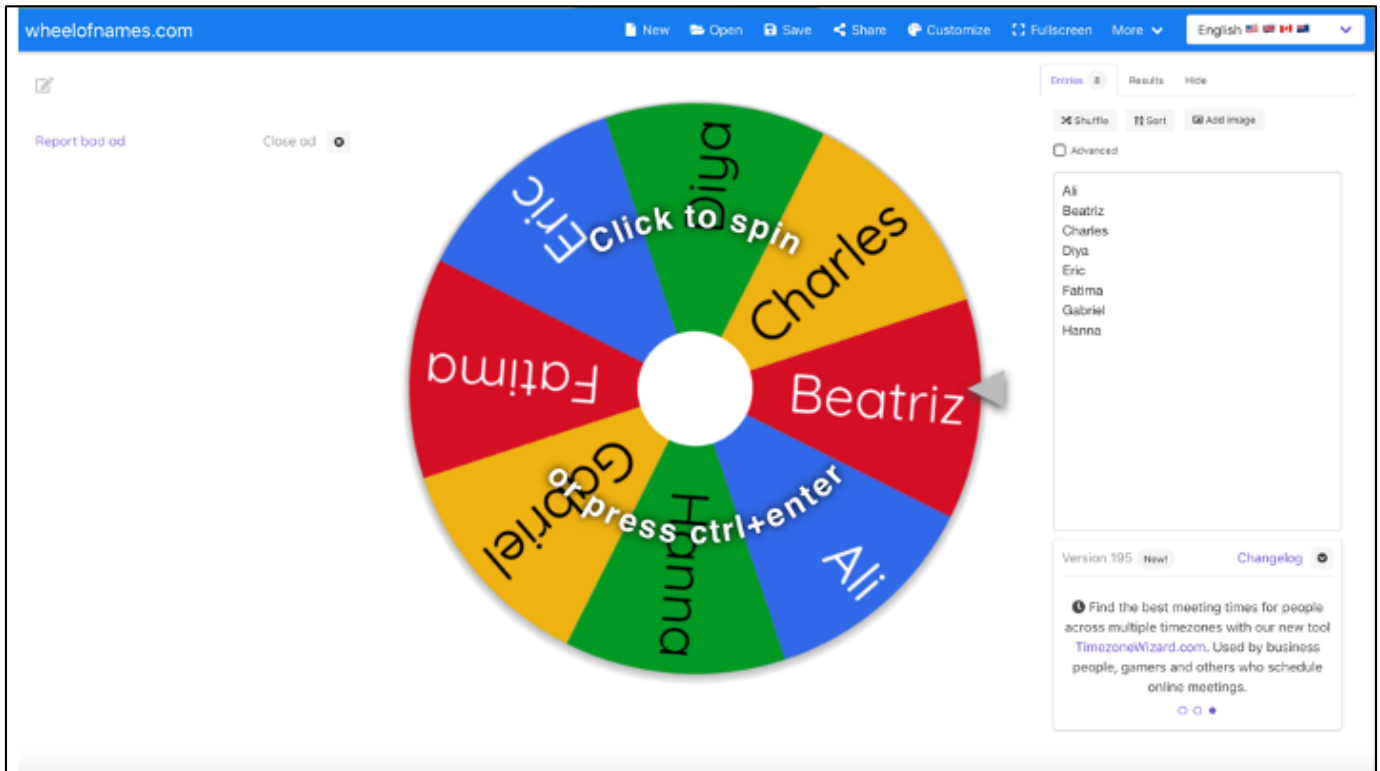 wheelofnames.com
New Open Save Share Customize Fullscreen More English
Report bad ad Close ad
Entries 8 Results Hide
Shuffle Sort Add image
Advanced
Ali
Beatriz
Charles
Diya
Eric
Fatima
Gabriel
Hanna
Diya
Charles
Beatriz
Ali
Hanna
Gabriel
Fatima
Eric
Click to spin
or press ctrl+enter
Version 195 New! Changelog
Find the best meeting times for people
across multiple timezones with our new tool
TimezoneWizard.com. Used by business
people, gamers and others who schedule
online meetings.